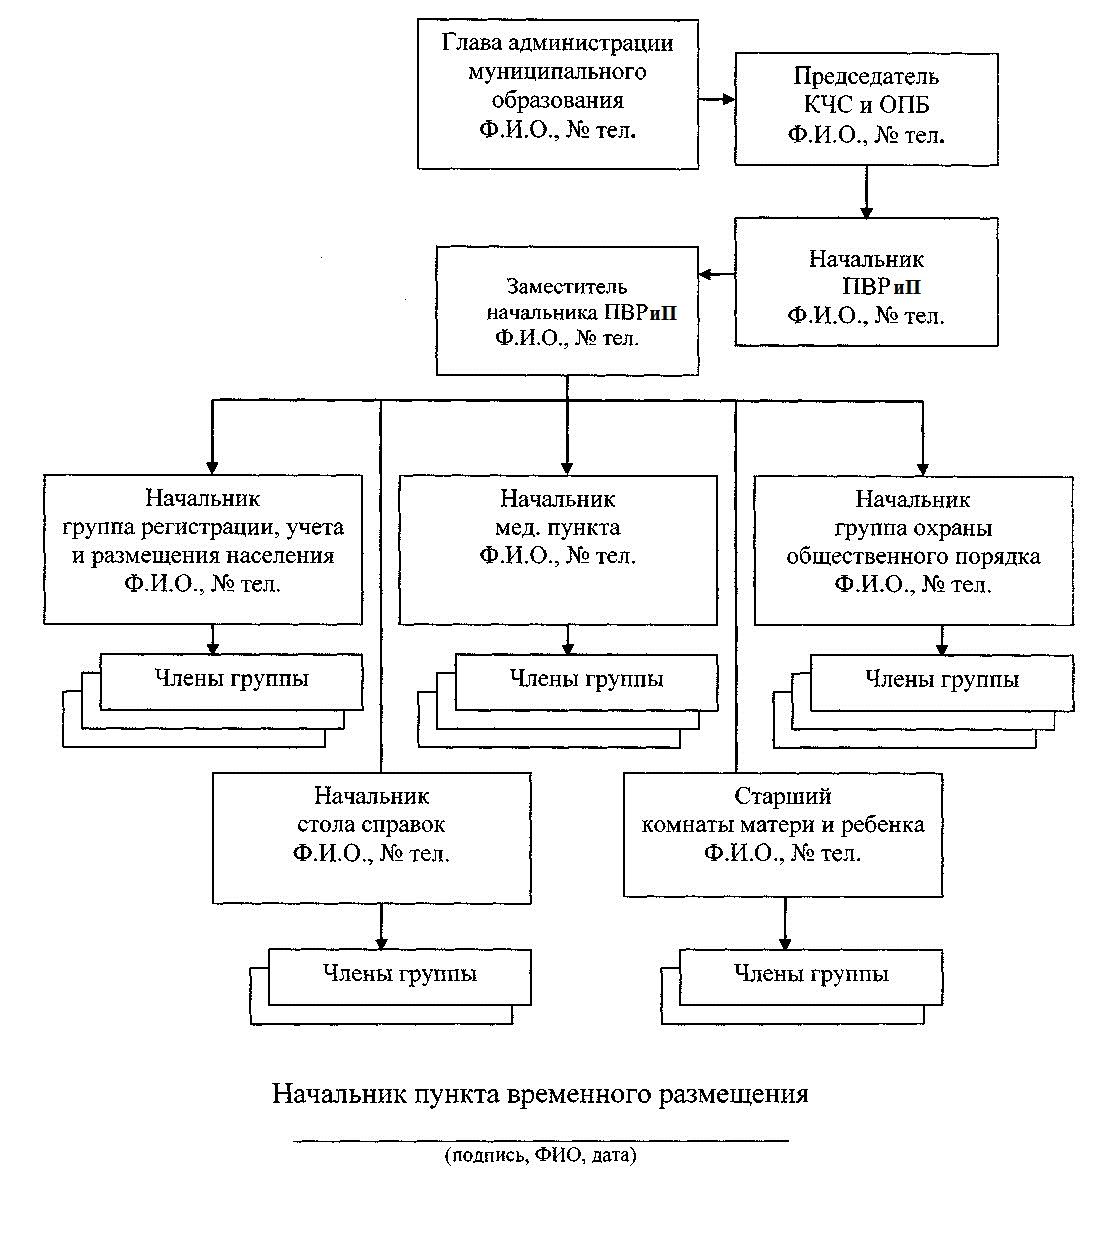 Глава администрации
муниципального
образования
Ф.И.О., № тел.
Председатель
КЧС и ОПБ
Ф.И.О., № тел.
Начальник
ПВРиП
Ф.И.О., № тел.
Заместитель
начальника ПВРиП
Ф.И.О., № тел.
Начальник
группа регистрации, учета
и размещения населения
Ф.И.О., № тел.
Начальник
мед. пункта
Ф.И.О., № тел.
Начальник
группа охраны
общественного порядка
Ф.И.О., № тел.
Члены группы
Члены группы
Члены группы
Начальник
стола справок
Ф.И.О., № тел.
Старший
комнаты матери и ребенка
Ф.И.О., № тел.
Члены группы
Члены группы
Начальник пункта временного размещения
(подпись, ФИО, дата)